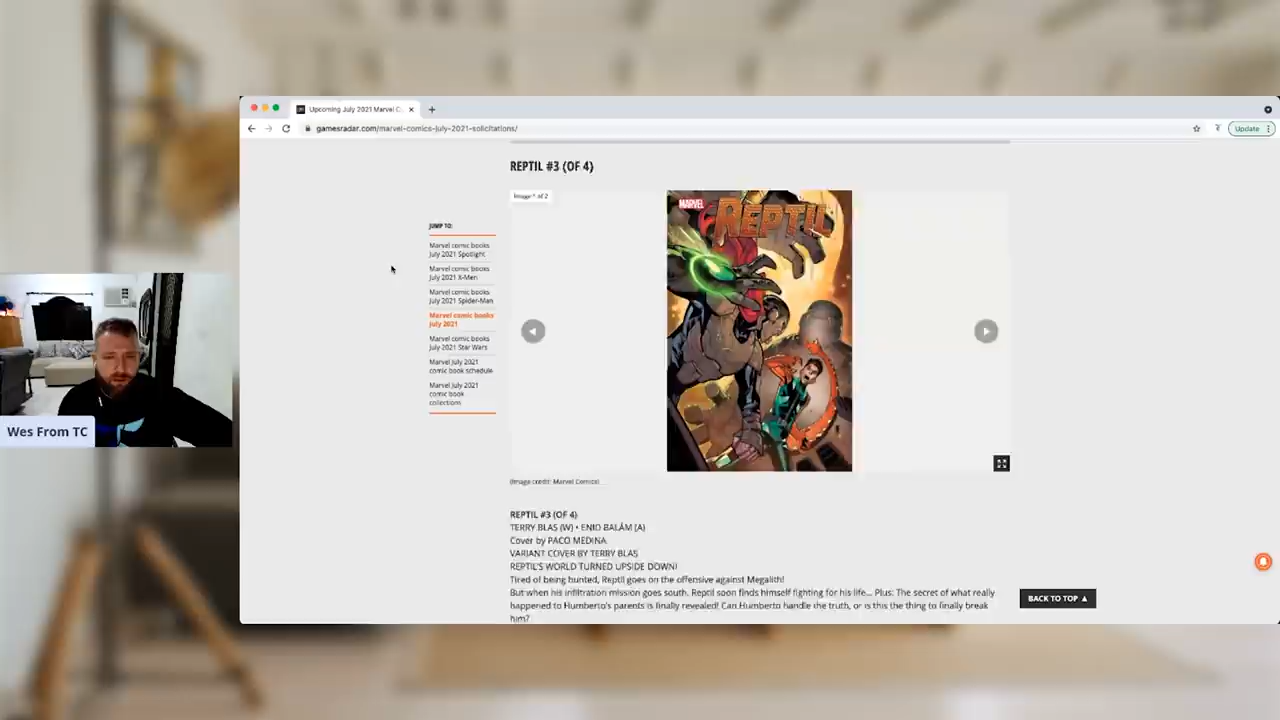 Upcoming July 2021 Marvel C
gamesradar.com/marvel-comics-july-2021-solicitations/
Update
REPTIL #3 (OF 4)
Image 1 of 2
MARVEL
REPTIL
JUMP TO:
Marvel comic books
July 2021 Spotlight
Marvel comic books
July 2021 X-Men
Marvel comic books
July 2021 Spider-Man
Marvel comic books
July 2021
Marvel comic books
July 2021 Star Wars
Marvel July 2021
comic book schedule
Marvel July 2021
comic book
collections
(Image credit: Marvel Comics)
REPTIL #3 (OF 4)
TERRY BLAS (W) • ENID BALÁM (A)
Cover by PACO MEDINA
VARIANT COVER BY TERRY BLAS
REPTIL'S WORLD TURNED UPSIDE DOWN!
Tired of being hunted, Reptil goes on the offensive against Megalith!
But when his infiltration mission goes south, Reptil soon finds himself fighting for his life... Plus: The secret of what really
happened to Humberto's parents is finally revealed! Can Humberto handle the truth, or is this the thing to finally break
him?
BACK TO TOP ▲
Wes From TC